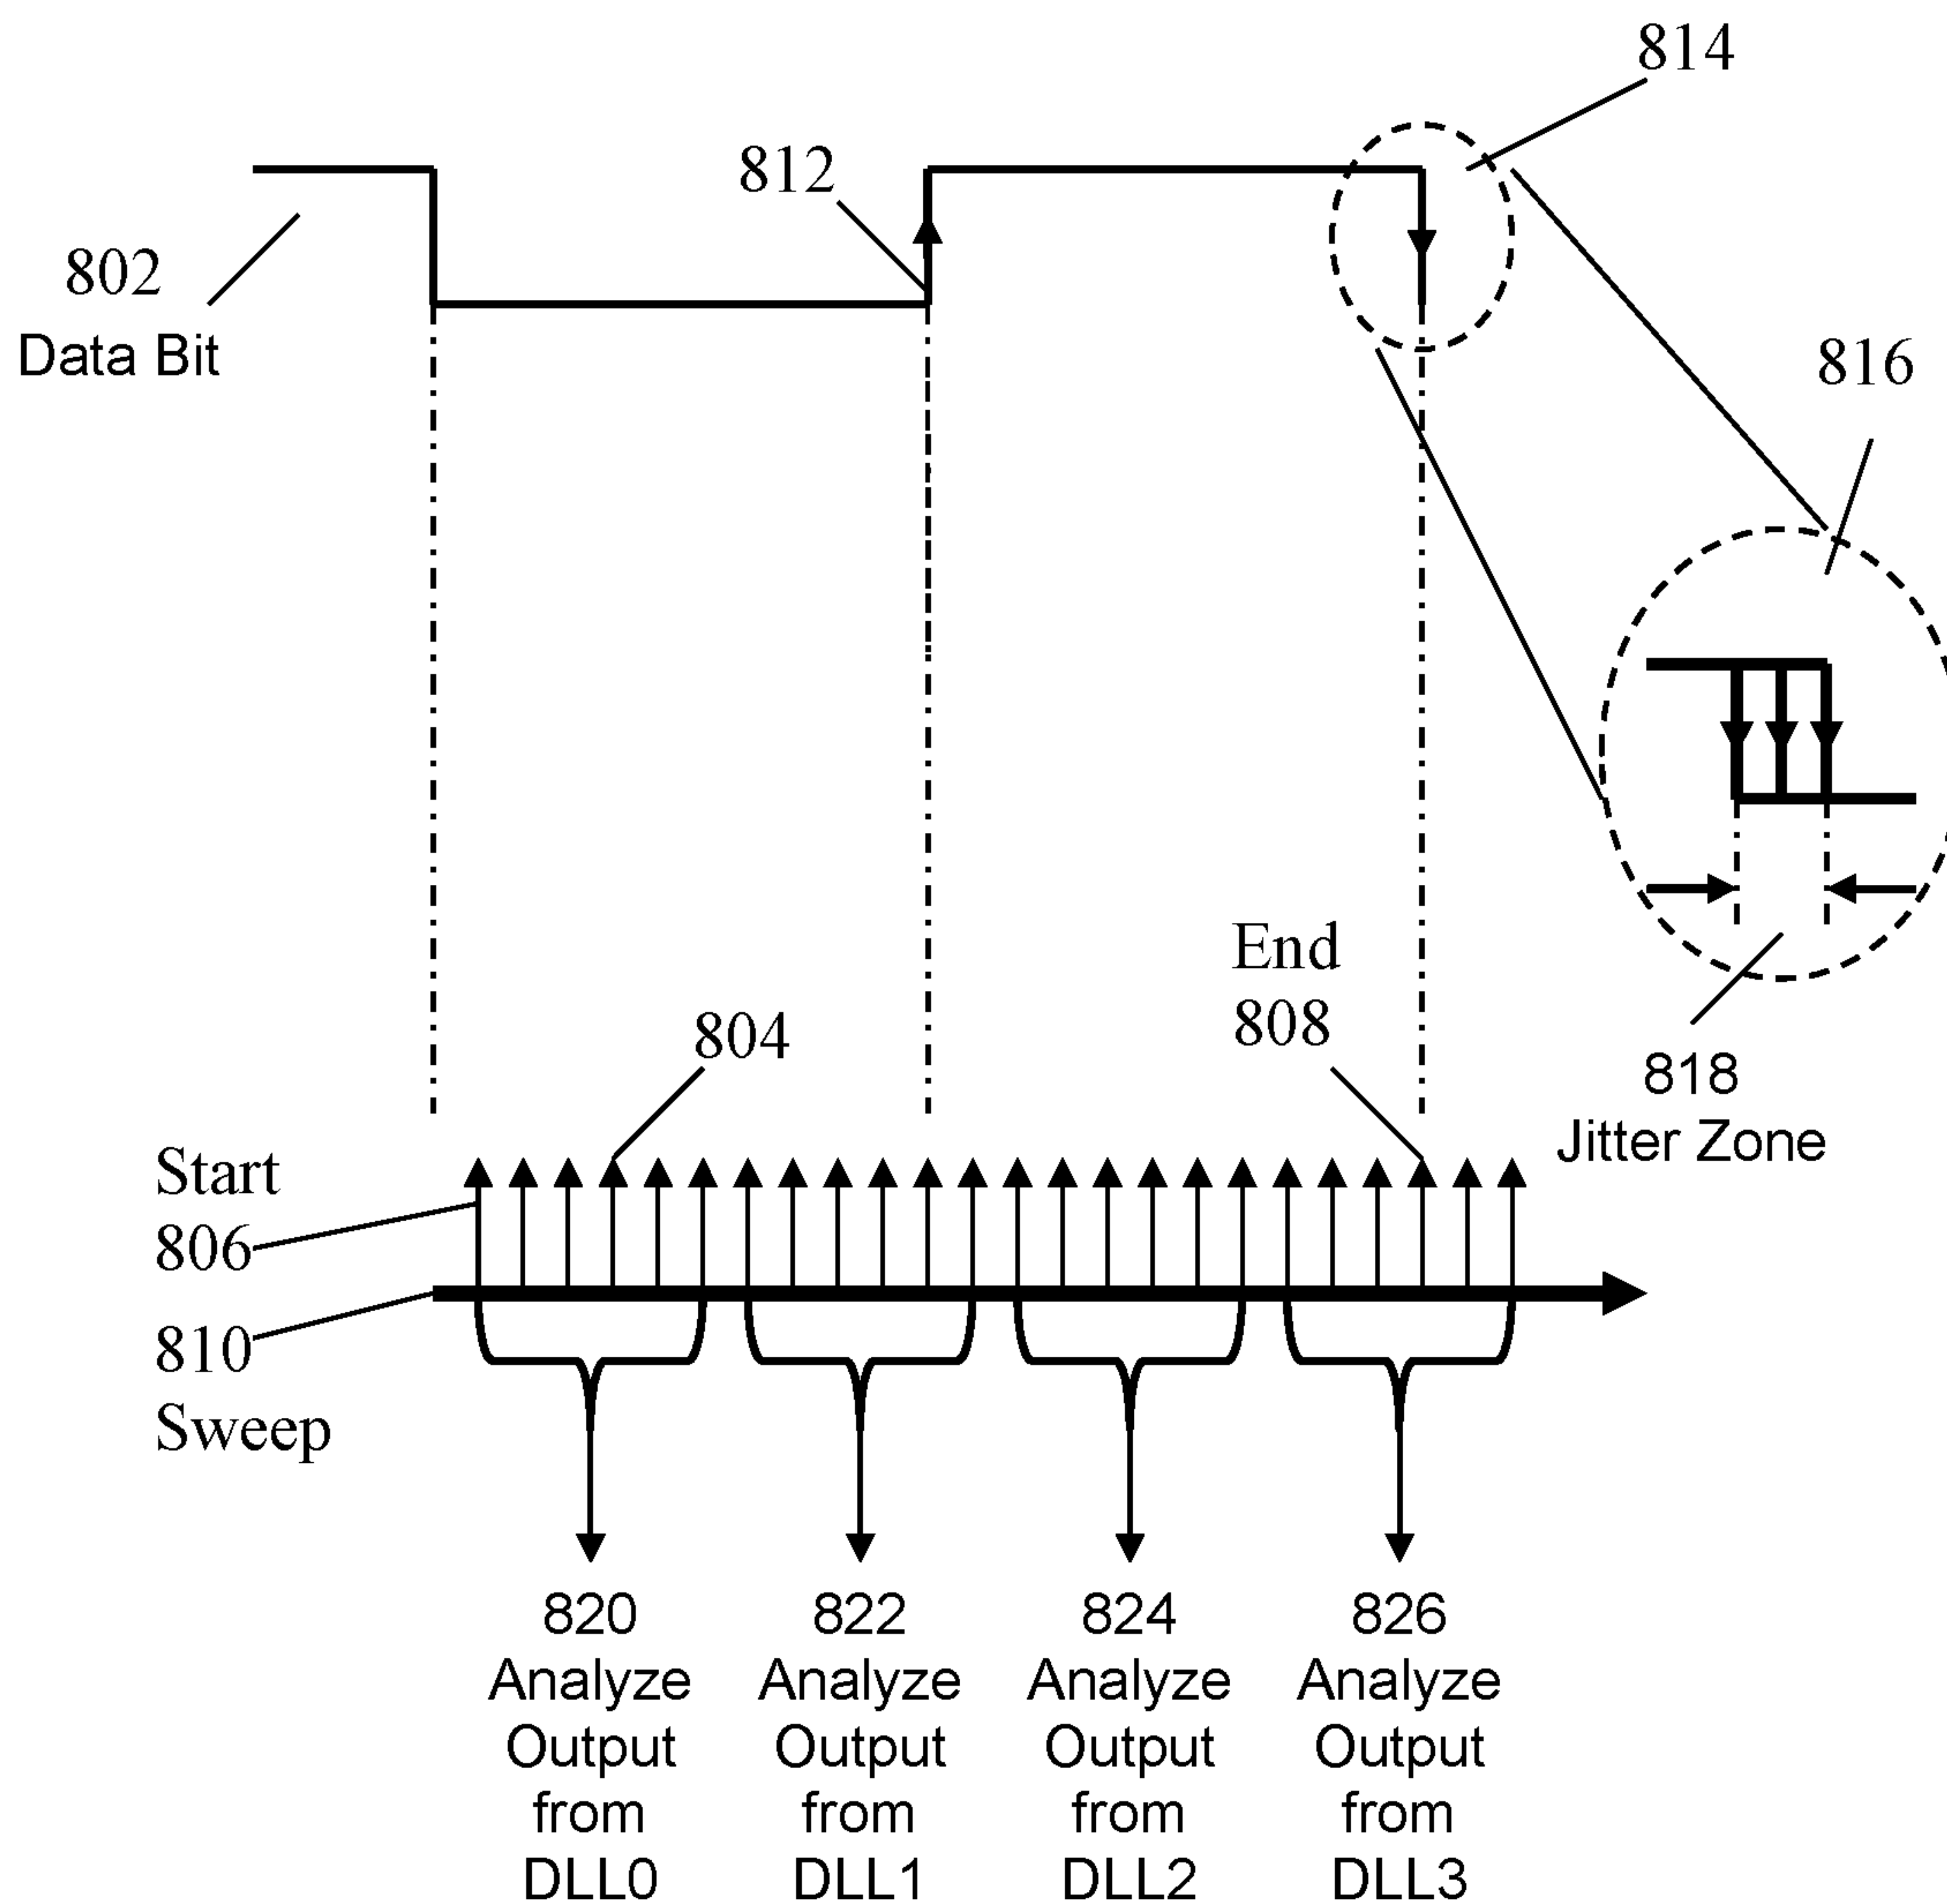 814
812
802
Data Bit
816
End
808
804
818
Jitter Zone
Start
806
810
Sweep
820
Analyze
Output
from
DLL0
822
Analyze
Output
from
DLL1
824
Analyze
Output
from
DLL2
826
Analyze
Output
from
DLL3